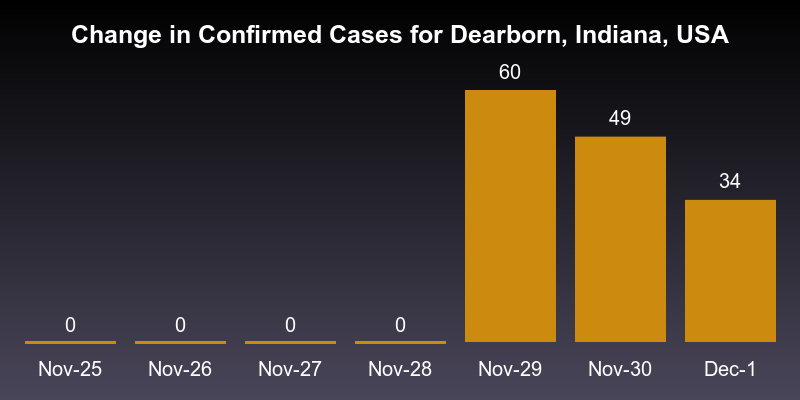 Change in Confirmed Cases for Dearborn, Indiana, USA
60
49
34
0 0 0 0
Nov-25 Nov-26 Nov-27 Nov-28 Nov-29 Nov-30 Dec-1